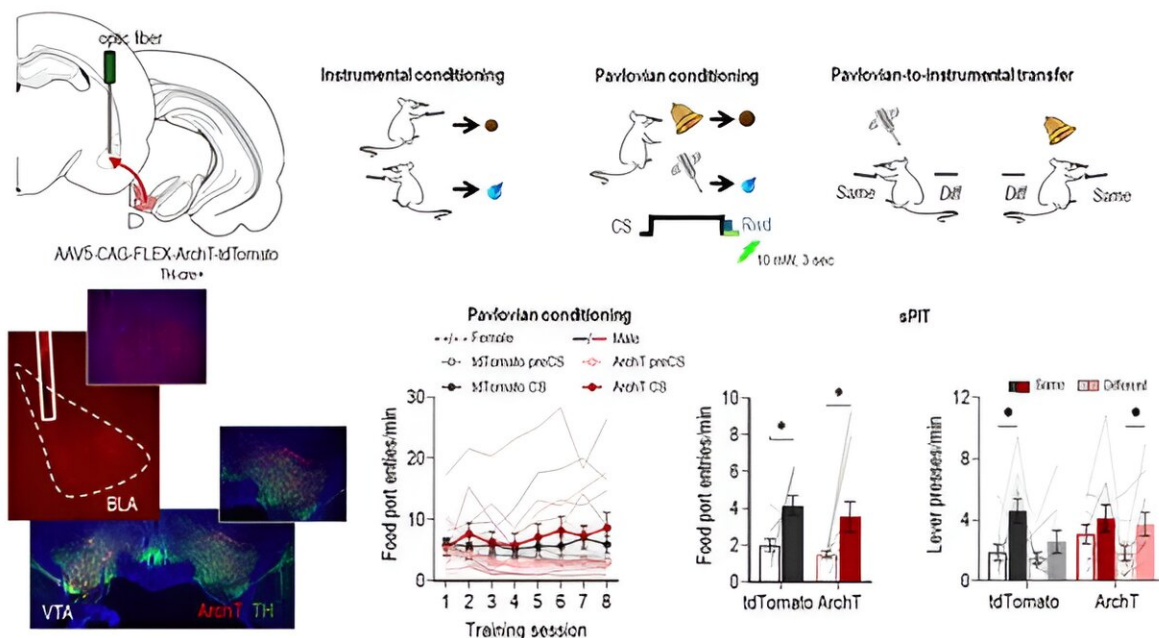 optic fiber
Instrumental conditioning
Pavlovian conditioning
Pavlovian-to-instrumental transfer
Same
Diff
Diff
Same
CS
10 mW, 3 sec
AAV5-CAG-FLEX-ArchT-tdTomato
TH-cre+
BLA
VTA
ArchT TH
Pavlovian conditioning
Female
Male
tdTomato preCS
ArchT preCS
tdTomato CS
ArchT CS
Food port entries/min
30
20
10
0
1 2 3 4 5 6 7 8
Training session
sPIT
Food port entries/min
10
8
6
4
2
0
tdTomato ArchT
Same
Different
Lever presses/min
12
8
4
0
tdTomato
ArchT